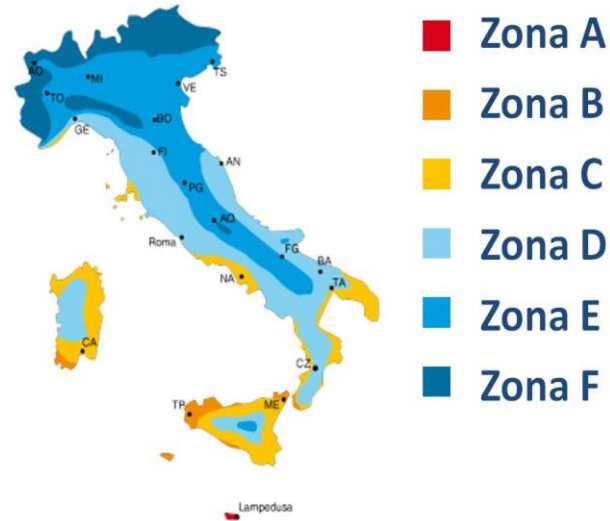 Zona A
Zona B
Zona C
Zona D
Zona E
Zona F
AO
MI
TS
TO
VE
GE
BO
FI
AN
PG
AQ
Roma
FG
BA
NA
TA
CA
CZ
TP
ME
Lampedusa